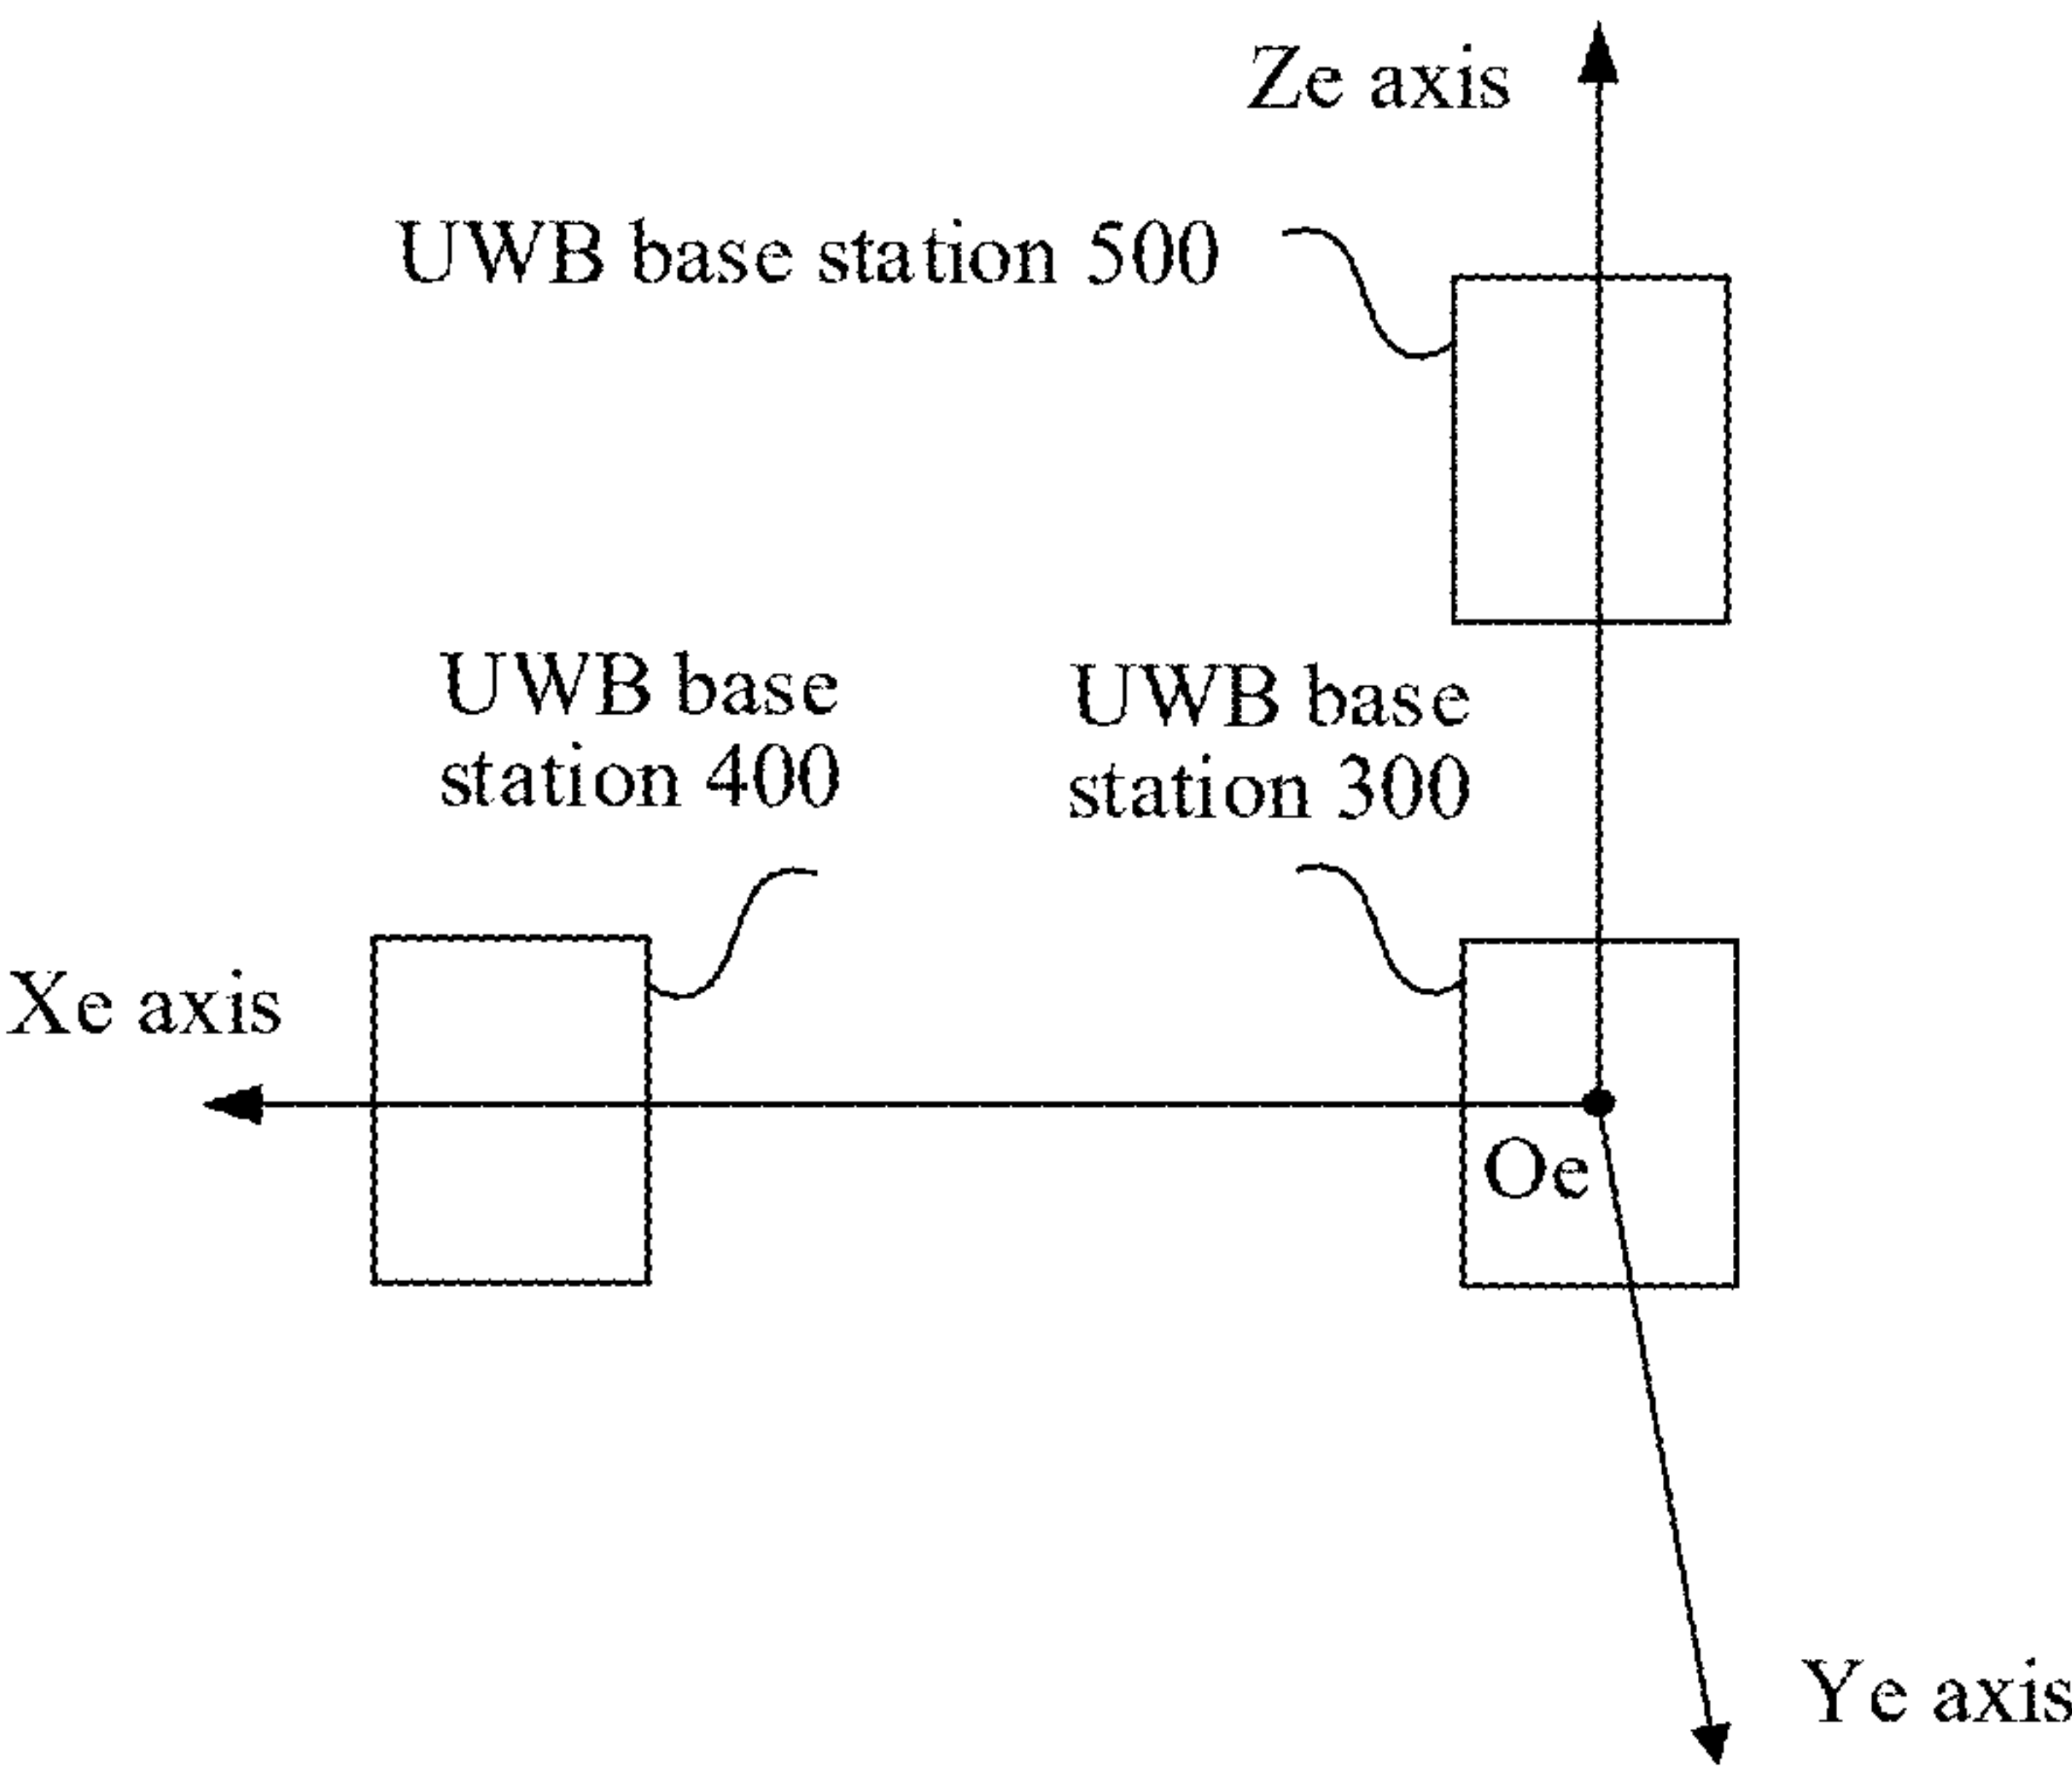 Ze axis
UWB base station 500
UWB base
station 400
UWB base
station 300
Xe axis
Oe
Ye axis